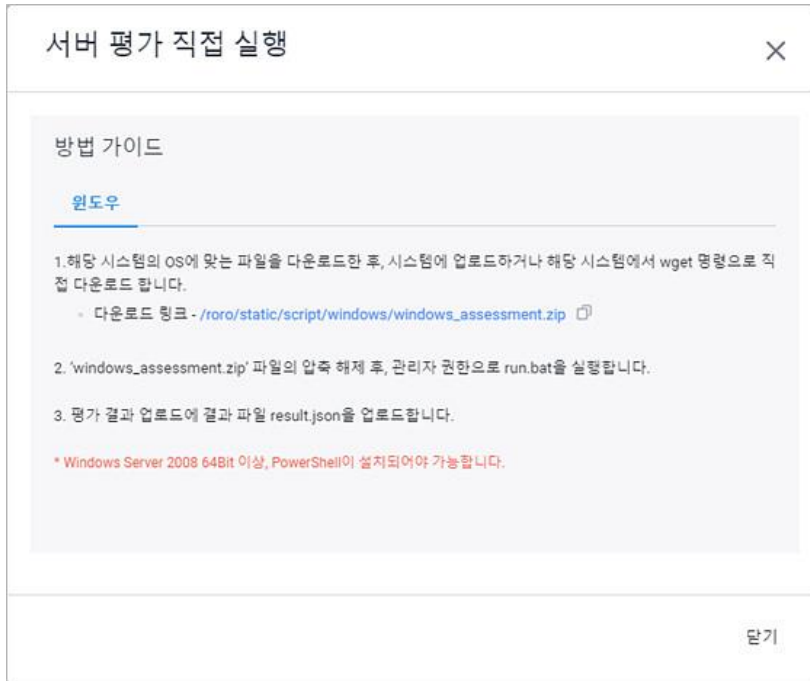 서버 평가 직접 실행
방법 가이드
윈도우
1.해당 시스템의 OS에 맞는 파일을 다운로드한 후, 시스템에 업로드하거나 해당 시스템에서 wget 명령으로 직
접 다운로드 합니다.
◦ 다운로드 링크 - /roro/static/script/windows/windows_assessment.zip
2. 'windows_assessment.zip' 파일의 압축 해제 후, 관리자 권한으로 run.bat을 실행합니다.
3. 평가 결과 업로드에 결과 파일 result.json을 업로드합니다.
* Windows Server 2008 64Bit 이상, PowerShell이 설치되어야 가능합니다.
닫기